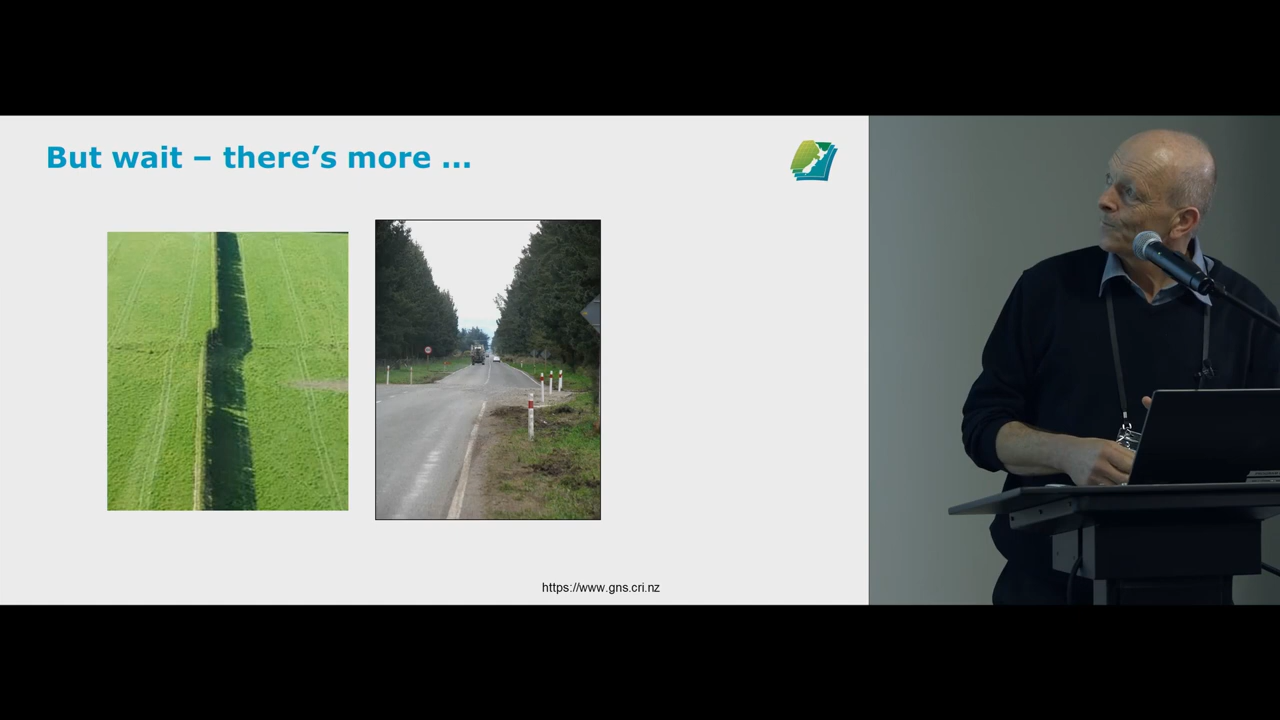 But wait – there’s more ...
https://www.gns.cri.nz